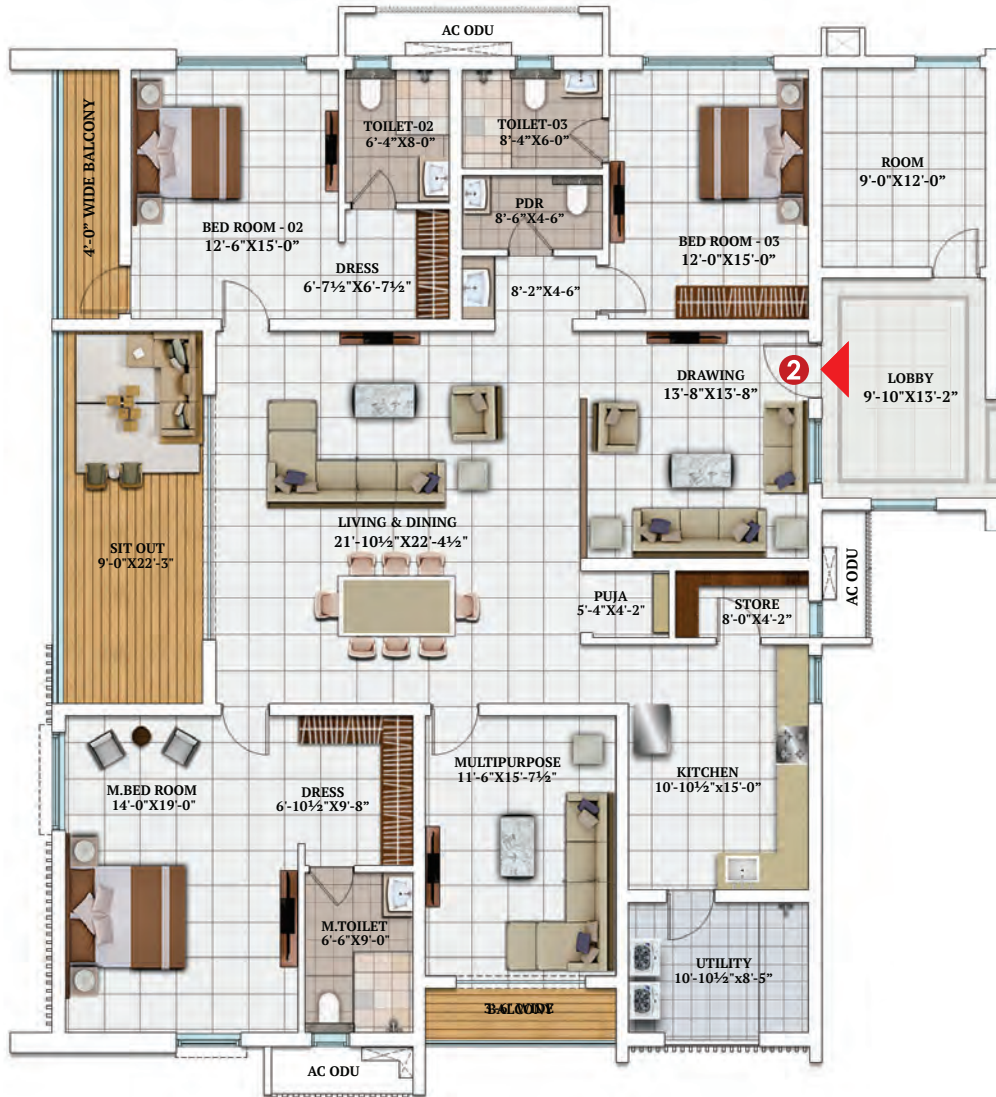 AC ODU
4'-0" WIDE BALCONY
TOILET-02
6'-4"X8-0"
TOILET-03
8'-4"X6-0"
ROOM
9'-0"X12'-0"
PDR
8'-6”X4-6”
BED ROOM - 02
12'-6"X15'-0"
BED ROOM - 03
12'-0"X15'-0"
DRESS
6'-7½"X6'-7½"
8'-2”X4-6”
DRAWING
13'-8”X13'-8”
2
LOBBY
9'-10"X13'-2"
LIVING & DINING
21'-10½"X22'-4½"
SIT OUT
9'-0"X22'-3"
AC ODU
PUJA
5'-4"X4'-2"
STORE
8'-0"X4'-2"
M.BED ROOM
14'-0"X19'-0"
DRESS
6'-10½"X9'-8"
MULTIPURPOSE
11'-6"X15'-7½"
KITCHEN
10'-10½"x15'-0"
M.TOILET
6'-6"X9'-0"
UTILITY
10'-10½"x8'-5"
WIDE
BALCONY
AC ODU